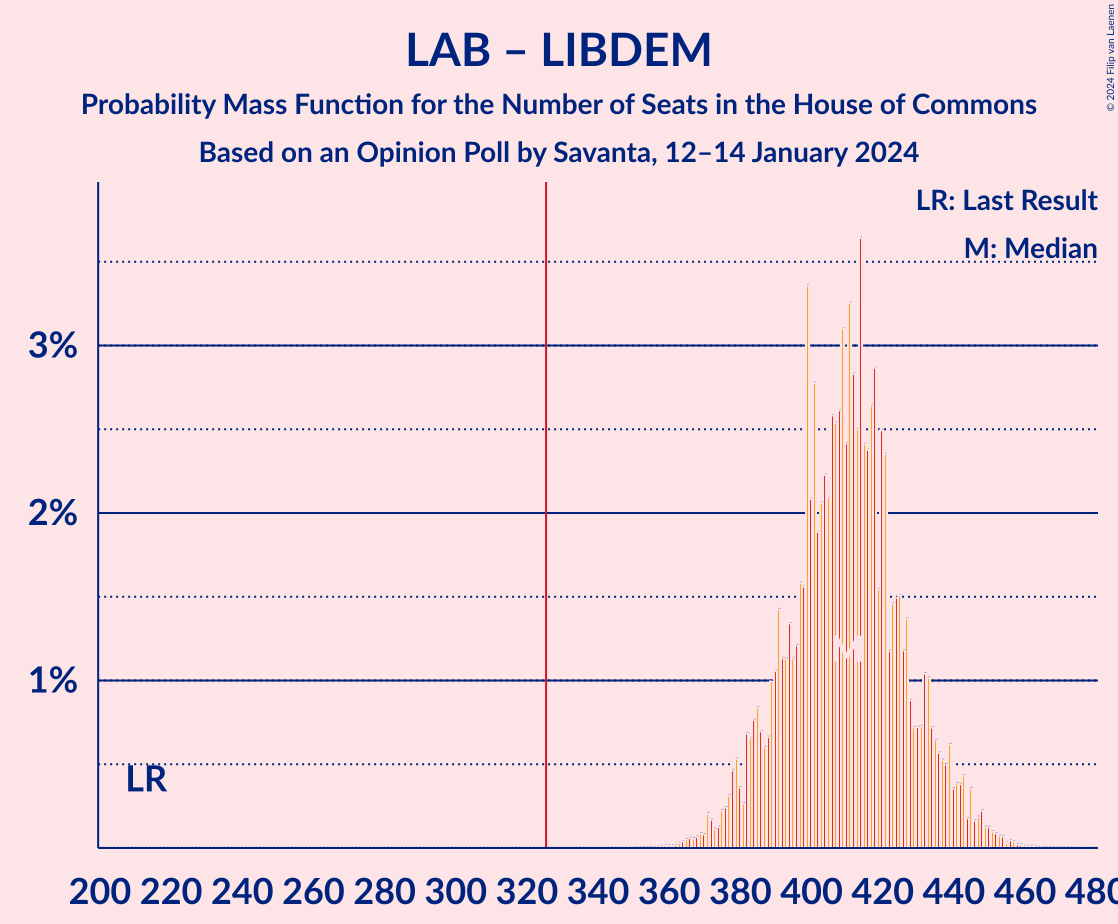 LAB – LIBDEM
Probability Mass Function for the Number of Seats in the House of Commons
Based on an Opinion Poll by Savanta, 12–14 January 2024
© 2024 Filip van Laenen
LR: Last Result
M: Median
3%
2%
1%
LR
M
200 220 240 260 280 300 320 340 360 380 400 420 440 460 480